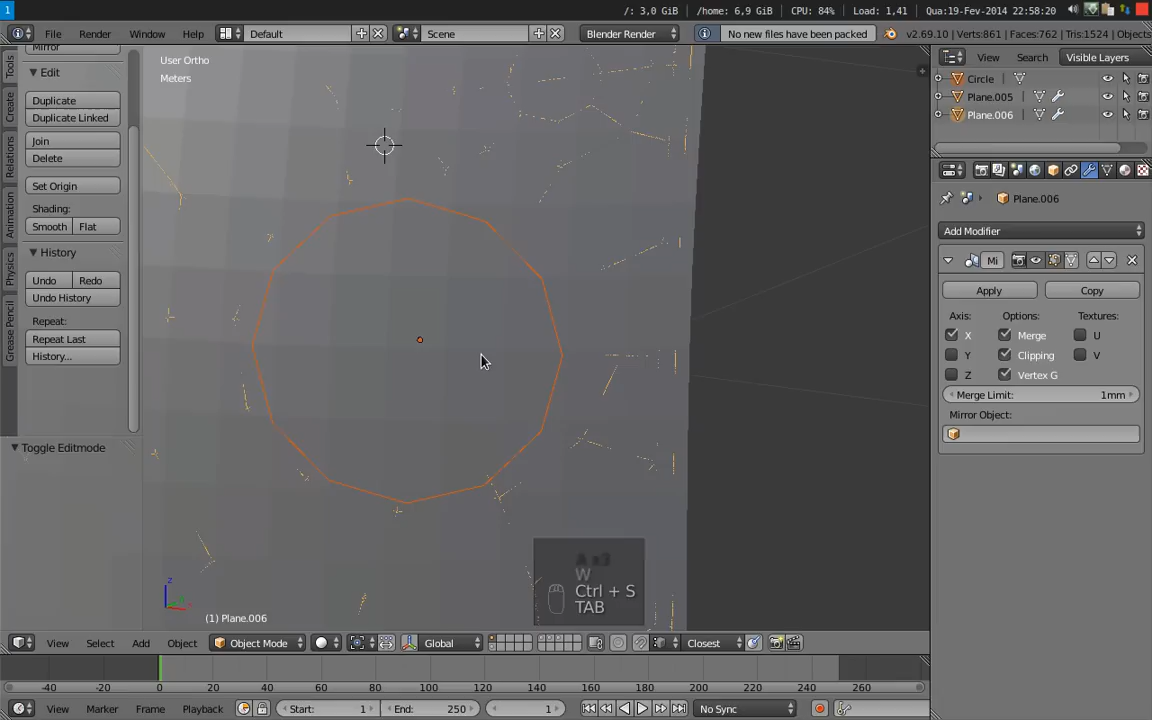 1 /: 3,0 GiB /home: 6,9 GiB CPU: 84% Load: 1,41 Qua:19-Fev-2014 22:58:20
File Render Window Help Default Scene Blender Render No new files have been packed v2.69.10 | Verts:861 | Faces:762 | Tris:1524 | Objects
Tools
Create
Relations
Animation
Physics
Grease Pencil
Mirror
Edit
Duplicate
Duplicate Linked
Join
Delete
Set Origin
Shading:
Smooth Flat
History
Undo Redo
Undo History
Repeat:
Repeat Last
History...
Toggle Editmode
User Ortho
Meters
A x3
W
Ctrl + S
TAB
z
(1) Plane.006
View Search Visible Layers
Circle
Plane.005
Plane.006
Plane.006
Add Modifier
Mi
Apply Copy
Axis: Options: Textures:
X Merge U
Y Clipping V
Z Vertex G
Merge Limit: 1mm
Mirror Object:
View Select Add Object Object Mode Global Closest
-40 -20 0 20 40 60 80 100 120 140 160 180 200 220 240 260
View Marker Frame Playback Start: 1 End: 250 1 No Sync